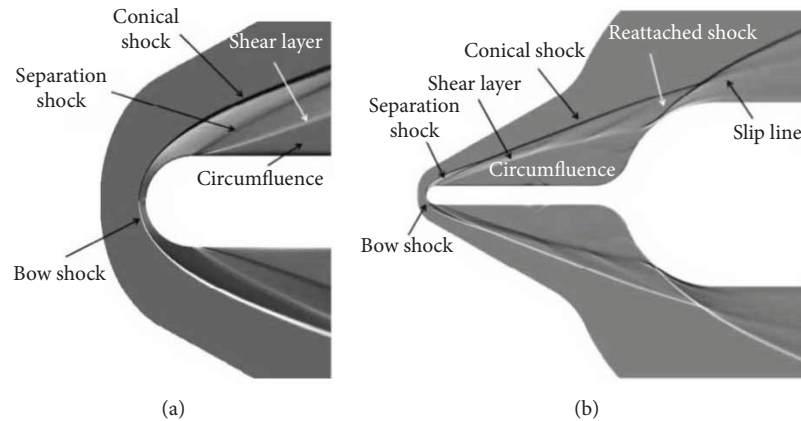 Conical
shock
Shear layer
Separation
shock
Circumfluence
Bow shock
(a)
Reattached shock
Conical shock
Shear layer
Separation
shock
Slip line
Circumfluence
Bow shock
(b)